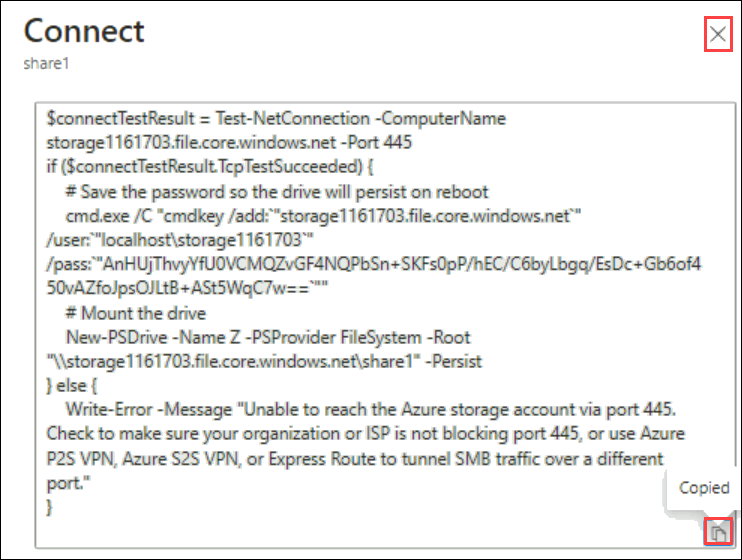 Connect
share1
$connectTestResult = Test-NetConnection -ComputerName
storage1161703.file.core.windows.net -Port 445
if ($connectTestResult.TcpTestSucceeded) {
# Save the password so the drive will persist on reboot
cmd.exe /C "cmdkey /add:`"storage1161703.file.core.windows.net`"
/user:`"localhost\storage1161703`"
/pass:`"AnHUjThvyYfU0VCMQZvGF4NQPbSn+SKFs0pP/hEC/C6byLbgq/EsDc+Gb6of4
50vAZfoJpsOJLtB+ASt5WqC7w==`""
# Mount the drive
New-PSDrive -Name Z -PSProvider FileSystem -Root
"\\storage1161703.file.core.windows.net\share1" -Persist
} else {
Write-Error -Message "Unable to reach the Azure storage account via port 445.
Check to make sure your organization or ISP is not blocking port 445, or use Azure
P2S VPN, Azure S2S VPN, or Express Route to tunnel SMB traffic over a different
port."
}
Copied